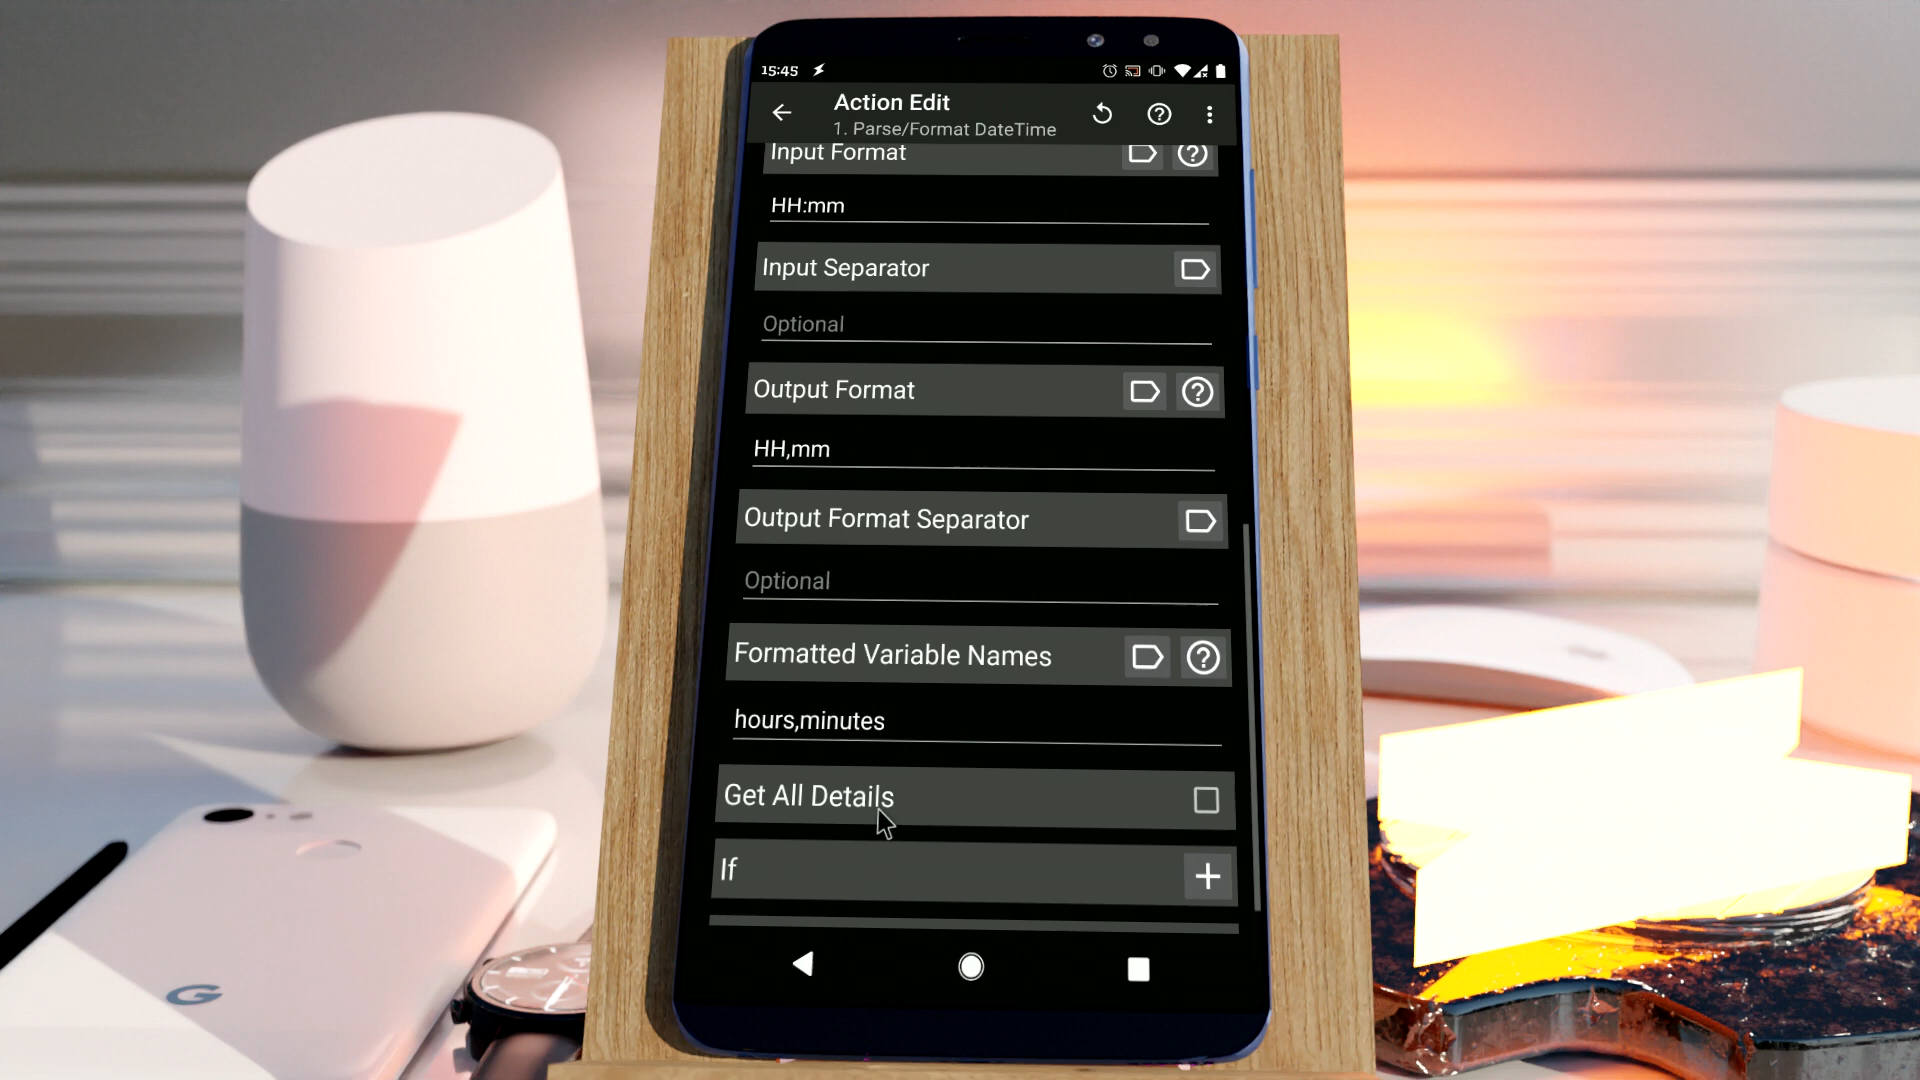 15:45
Action Edit
1. Parse/Format DateTime
Input Format
HH:mm
Input Separator
Optional
Output Format
HH,mm
Output Format Separator
Optional
Formatted Variable Names
hours,minutes
Get All Details
If
G